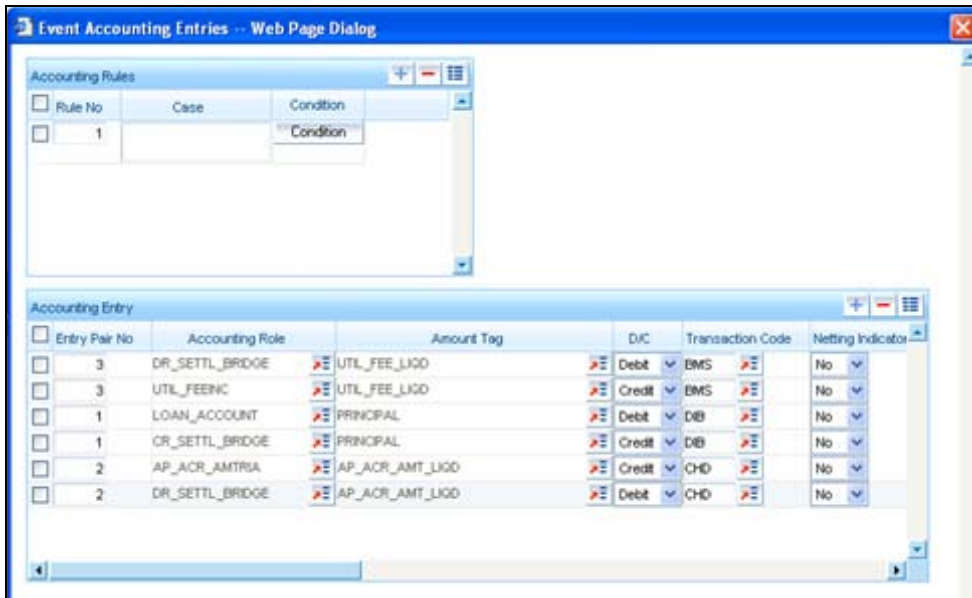 Event Accounting Entries -- Web Page Dialog
Accounting Rules
Rule No Case Condition
1 Condition
Accounting Entry
Entry Pair No Accounting Role Amount Tag D/C Transaction Code Netting Indicator
3 DR_SETTL_BRIDGE UTIL_FEE_LIQD Debit BMS No
3 UTIL_FEEINC UTIL_FEE_LIQD Credit BMS No
1 LOAN_ACCOUNT PRINCIPAL Debit DIB No
1 CR_SETTL_BRIDGE PRINCIPAL Credit DIB No
2 AP_ACR_AMTRIA AP_ACR_AMT_LIQD Credit CHD No
2 DR_SETTL_BRIDGE AP_ACR_AMT_LIQD Debit CHD No